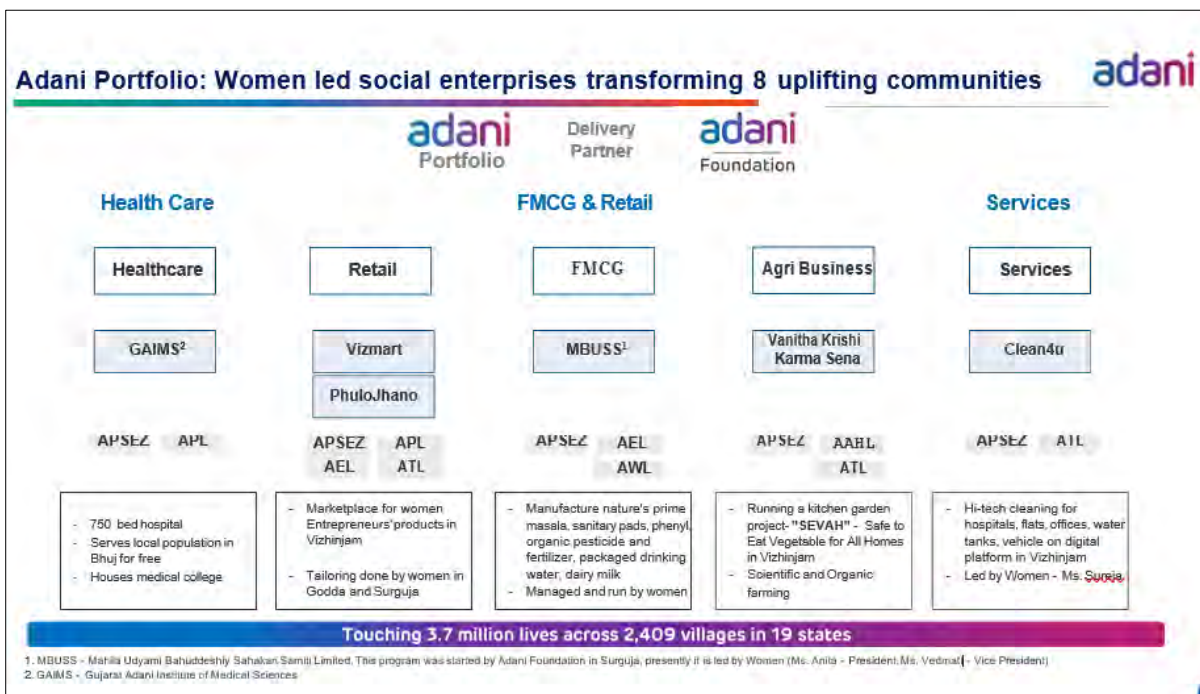 Adani Portfolio: Women led social enterprises transforming 8 uplifting communities
adani
adani
Portfolio
Delivery
Partner
adani
Foundation
Health Care
FMCG & Retail
Services
Healthcare
Retail
FMCG
Agri Business
Services
GAIMS²
Vizmart
MBUSS¹
Vanitha Krishi
Karma Sena
Clean4u
PhuloJhano
APSEZ APL
APSEZ APL
AEL ATL
APSEZ AEL
AWL
APSEZ AAHL
ATL
APSEZ ATL
- 750 bed hospital
- Serves local population in
Bhuj for free
- Houses medical college
- Marketplace for women
Entrepreneurs' products in
Vizhinjam
- Tailoring done by women in
Godda and Surguja
- Manufacture nature's prime
masala, sanitary pads, phenyl,
organic pesticide and
fertilizer, packaged drinking
water, dairy milk
- Managed and run by women
- Running a kitchen garden
project- "SEVAH" - Safe to
Eat Vegetable for All Homes
in Vizhinjam
- Scientific and Organic
farming
- Hi-tech cleaning for
hospitals, flats, offices, water
tanks, vehicle on digital
platform in Vizhinjam
- Led by Women - Ms. Sureja
Touching 3.7 million lives across 2,409 villages in 19 states
1. MBUSS - Mahila Udyami Bahuddeshiy Sahakari Samiti Limited. This program was started by Adani Foundation in Surguja, presently it is led by Women (Ms. Anita - President, Ms. Vedmati - Vice President)
2. GAIMS - Gujarat Adani Institute of Medical Sciences